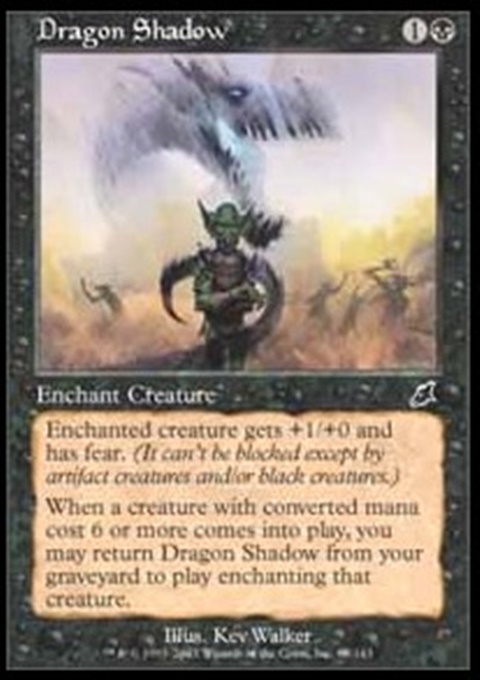 Dragon Shadow 1
Enchant Creature
Enchanted creature gets +1/+0 and
has fear. (It can't be blocked except by
artifact creatures and/or black creatures.)
When a creature with converted mana
cost 6 or more comes into play, you
may return Dragon Shadow from your
graveyard to play enchanting that
creature.
Illus. Kev Walker